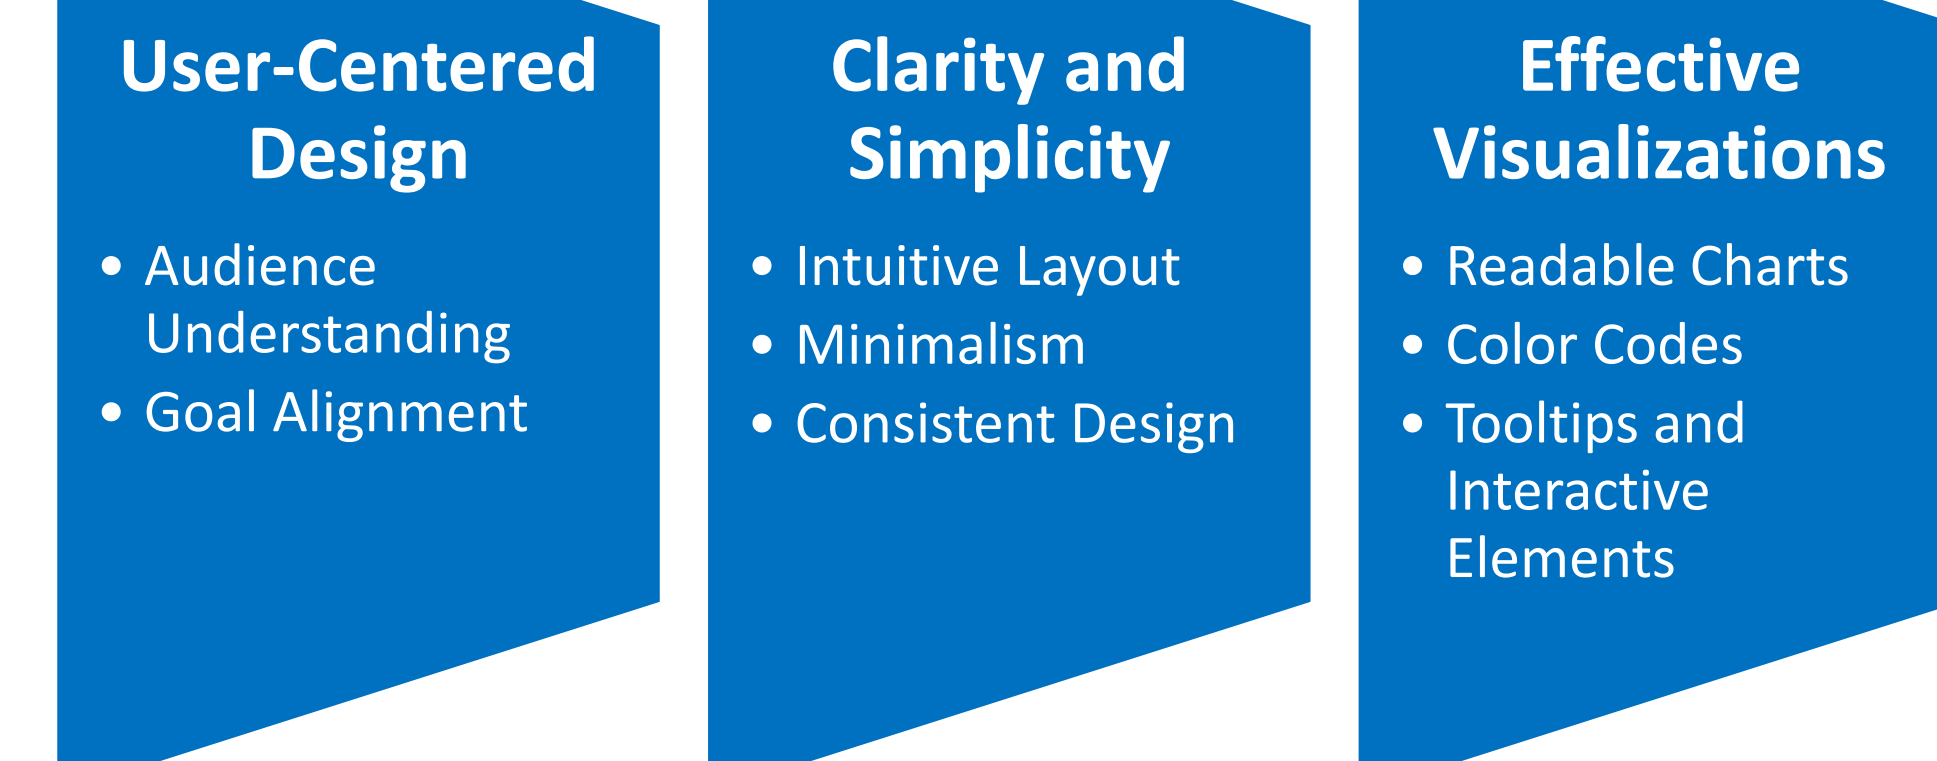 User-Centered
Design
• Audience
Understanding
• Goal Alignment
Clarity and
Simplicity
• Intuitive Layout
• Minimalism
• Consistent Design
Effective
Visualizations
• Readable Charts
• Color Codes
• Tooltips and
Interactive
Elements